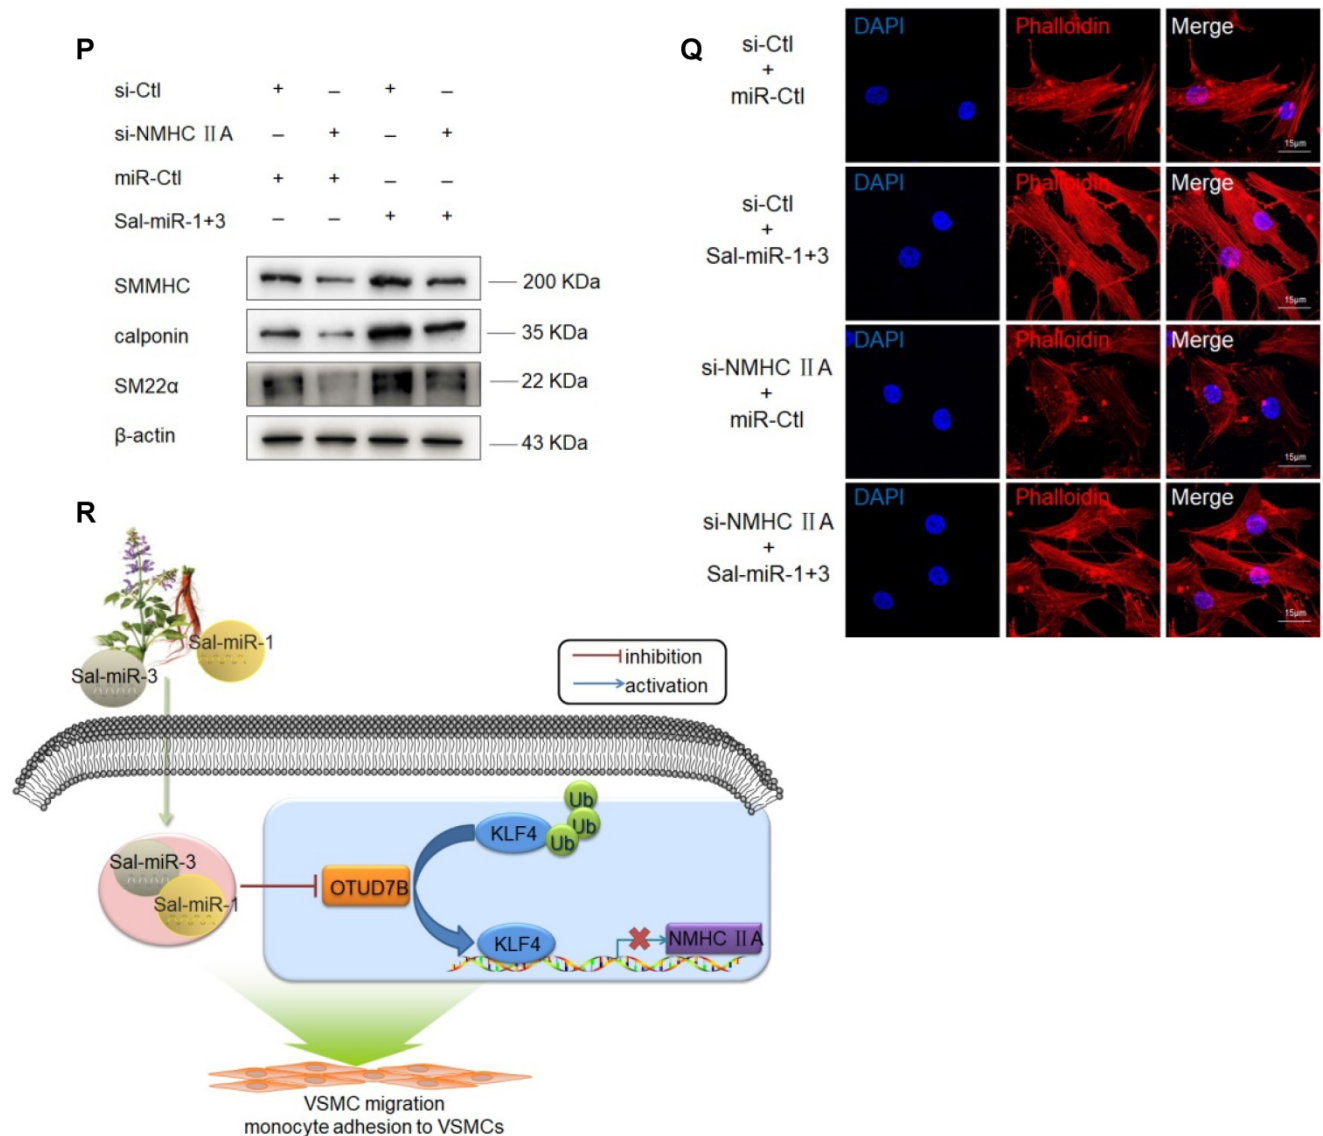 P
si-Ctl + – + –
si-NMHC ⅡA – + – +
miR-Ctl + + – –
Sal-miR-1+3 – – + +
SMMHC 200 KDa
calponin 35 KDa
SM22α 22 KDa
β-actin 43 KDa
Q
si-Ctl
+
miR-Ctl
DAPI Phalloidin Merge
15μm
si-Ctl
+
Sal-miR-1+3
DAPI Phalloidin Merge
15μm
si-NMHC ⅡA
+
miR-Ctl
DAPI Phalloidin Merge
15μm
si-NMHC ⅡA
+
Sal-miR-1+3
DAPI Phalloidin Merge
15μm
R
Sal-miR-1
Sal-miR-3
inhibition
activation
Ub
Ub
Ub
KLF4
Sal-miR-3
Sal-miR-1
OTUD7B
KLF4
NMHC ⅡA
VSMC migration
monocyte adhesion to VSMCs